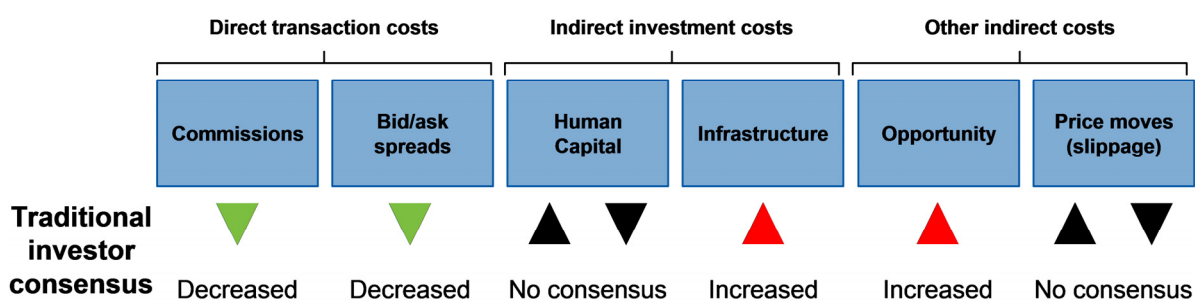 Direct transaction costs
Indirect investment costs
Other indirect costs
Commissions
Bid/ask
spreads
Human
Capital
Infrastructure
Opportunity
Price moves
(slippage)
Traditional
investor
consensus
Decreased
Decreased
No consensus
Increased
Increased
No consensus